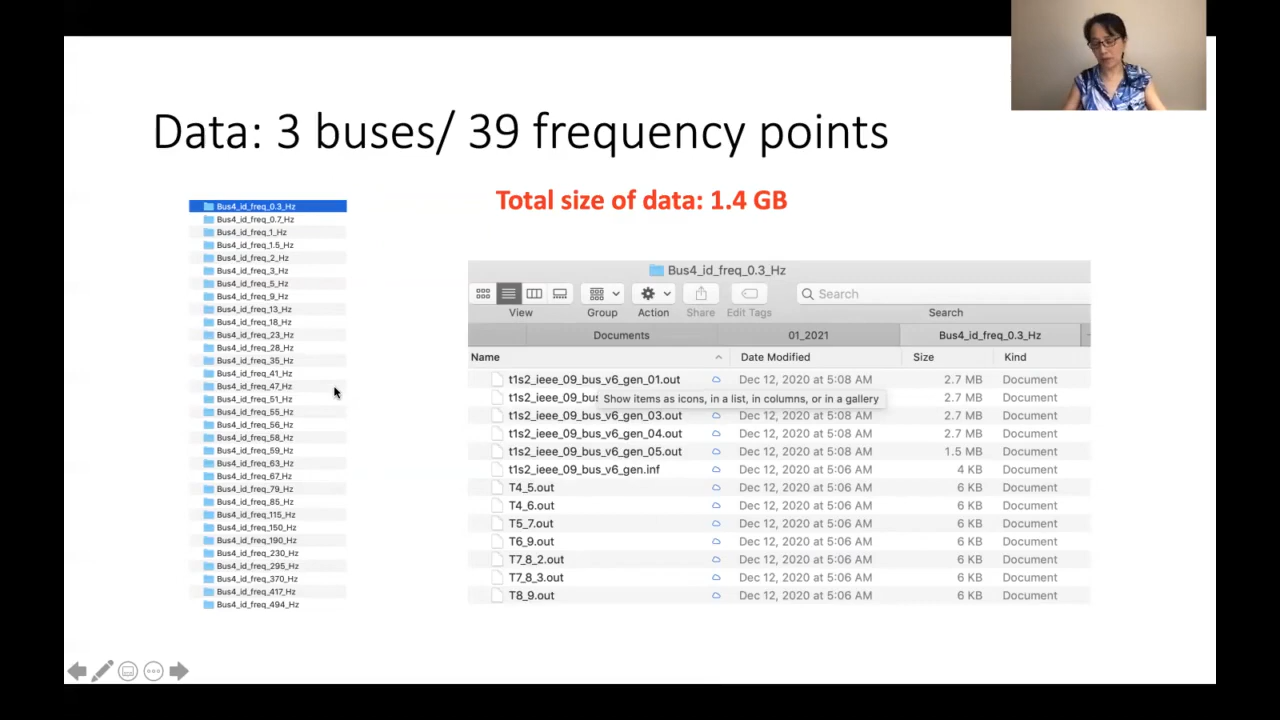 Data: 3 buses/ 39 frequency points
Total size of data: 1.4 GB
Bus4_id_freq_0.3_Hz
Bus4_id_freq_0.7_Hz
Bus4_id_freq_1_Hz
Bus4_id_freq_1.5_Hz
Bus4_id_freq_2_Hz
Bus4_id_freq_3_Hz
Bus4_id_freq_5_Hz
Bus4_id_freq_9_Hz
Bus4_id_freq_13_Hz
Bus4_id_freq_18_Hz
Bus4_id_freq_23_Hz
Bus4_id_freq_28_Hz
Bus4_id_freq_35_Hz
Bus4_id_freq_41_Hz
Bus4_id_freq_47_Hz
Bus4_id_freq_51_Hz
Bus4_id_freq_55_Hz
Bus4_id_freq_56_Hz
Bus4_id_freq_58_Hz
Bus4_id_freq_59_Hz
Bus4_id_freq_63_Hz
Bus4_id_freq_67_Hz
Bus4_id_freq_79_Hz
Bus4_id_freq_85_Hz
Bus4_id_freq_115_Hz
Bus4_id_freq_150_Hz
Bus4_id_freq_190_Hz
Bus4_id_freq_230_Hz
Bus4_id_freq_295_Hz
Bus4_id_freq_370_Hz
Bus4_id_freq_417_Hz
Bus4_id_freq_494_Hz
Bus4_id_freq_0.3_Hz
Search
View Group Action Share Edit Tags Search
Documents 01_2021 Bus4_id_freq_0.3_Hz
Name Date Modified Size Kind
t1s2_ieee_09_bus_v6_gen_01.out Dec 12, 2020 at 5:08 AM 2.7 MB Document
t1s2_ieee_09_bus Show items as icons, in a list, in columns, or in a gallery 2.7 MB Document
t1s2_ieee_09_bus_v6_gen_03.out Dec 12, 2020 at 5:08 AM 2.7 MB Document
t1s2_ieee_09_bus_v6_gen_04.out Dec 12, 2020 at 5:08 AM 2.7 MB Document
t1s2_ieee_09_bus_v6_gen_05.out Dec 12, 2020 at 5:08 AM 1.5 MB Document
t1s2_ieee_09_bus_v6_gen.inf Dec 12, 2020 at 5:06 AM 4 KB Document
T4_5.out Dec 12, 2020 at 5:06 AM 6 KB Document
T4_6.out Dec 12, 2020 at 5:06 AM 6 KB Document
T5_7.out Dec 12, 2020 at 5:06 AM 6 KB Document
T6_9.out Dec 12, 2020 at 5:06 AM 6 KB Document
T7_8_2.out Dec 12, 2020 at 5:06 AM 6 KB Document
T7_8_3.out Dec 12, 2020 at 5:06 AM 6 KB Document
T8_9.out Dec 12, 2020 at 5:06 AM 6 KB Document